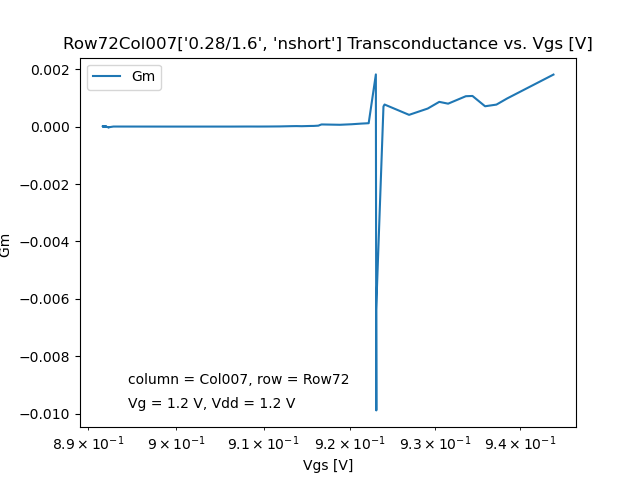 Row72Col007['0.28/1.6', 'nshort'] Transconductance vs. Vgs [V]
Gm
0.002
0.000
−0.002
−0.004
−0.006
−0.008
−0.010
Gm
column = Col007, row = Row72
Vg = 1.2 V, Vdd = 1.2 V
8.9 × 10⁻¹ 9 × 10⁻¹ 9.1 × 10⁻¹ 9.2 × 10⁻¹ 9.3 × 10⁻¹ 9.4 × 10⁻¹
Vgs [V]